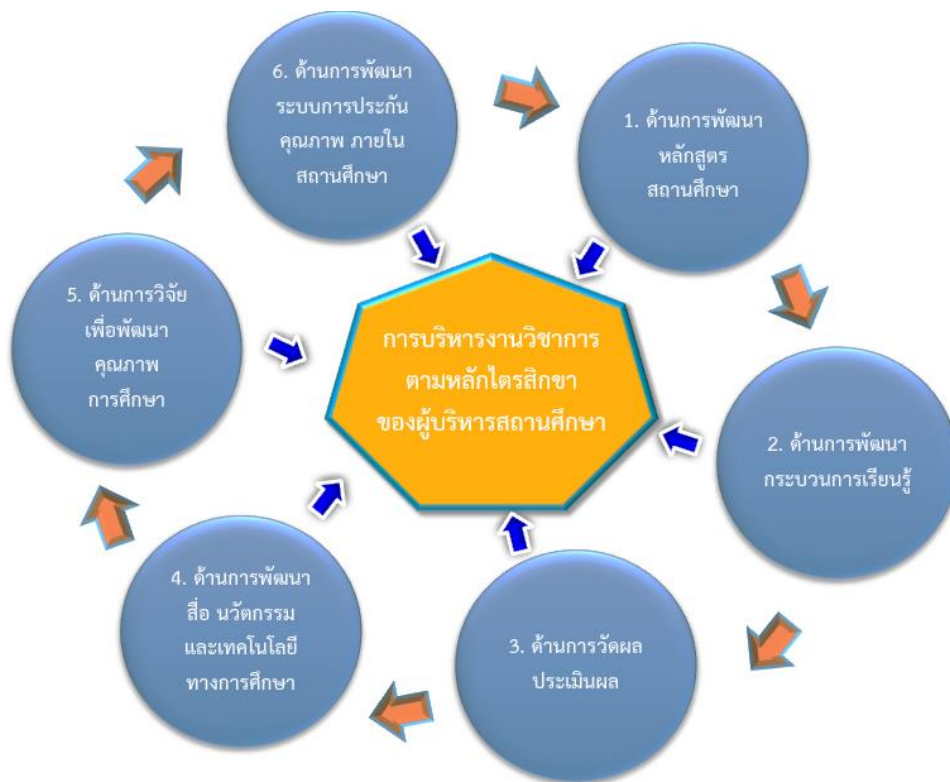 6. ด้านการพัฒนา
ระบบการประกัน
คุณภาพ ภายใน
สถานศึกษา
1. ด้านการพัฒนา
หลักสูตร
สถานศึกษา
5. ด้านการวิจัย
เพื่อพัฒนา
คุณภาพ
การศึกษา
การบริหารงานวิชาการ
ตามหลักไตรสิกขา
ของผู้บริหารสถานศึกษา
2. ด้านการพัฒนา
กระบวนการเรียนรู้
4. ด้านการพัฒนา
สื่อ นวัตกรรม
และเทคโนโลยี
ทางการศึกษา
3. ด้านการวัดผล
ประเมินผล